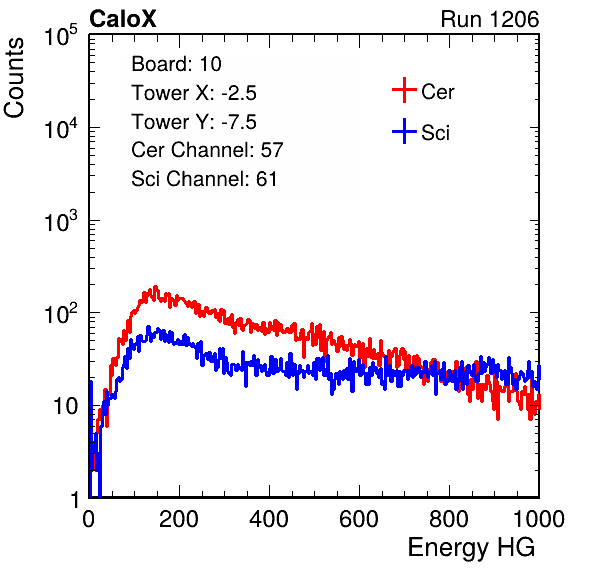 CaloX Run 1206
Counts
10^5
10^4
10^3
10^2
10
1
Board: 10
Tower X: -2.5
Tower Y: -7.5
Cer Channel: 57
Sci Channel: 61
Cer
Sci
0 200 400 600 800 1000
Energy HG